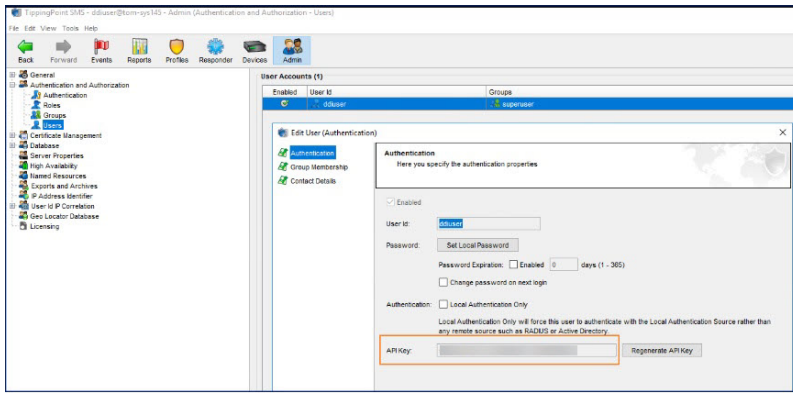 TippingPoint SMS - ddiuser@tom-sys145 - Admin (Authentication and Authorization - Users)
File Edit View Tools Help
Back Forward Events Reports Profiles Responder Devices Admin
General
Authentication and Authorization
Authentication
Roles
Groups
Users
Certificate Management
Database
Server Properties
High Availability
Named Resources
Exports and Archives
IP Address Identifier
User Id IP Correlation
Geo Locator Database
Licensing
User Accounts (1)
Enabled User Id Groups
ddiuser superuser
Edit User (Authentication)
Authentication
Group Membership
Contact Details
Authentication
Here you specify the authentication properties
Enabled
User Id: ddiuser
Password: Set Local Password
Password Expiration: Enabled 0 days (1 - 365)
Change password on next login
Authentication: Local Authentication Only
Local Authentication Only will force this user to authenticate with the Local Authentication Source rather than
any remote source such as RADIUS or Active Directory.
API Key: Regenerate API Key